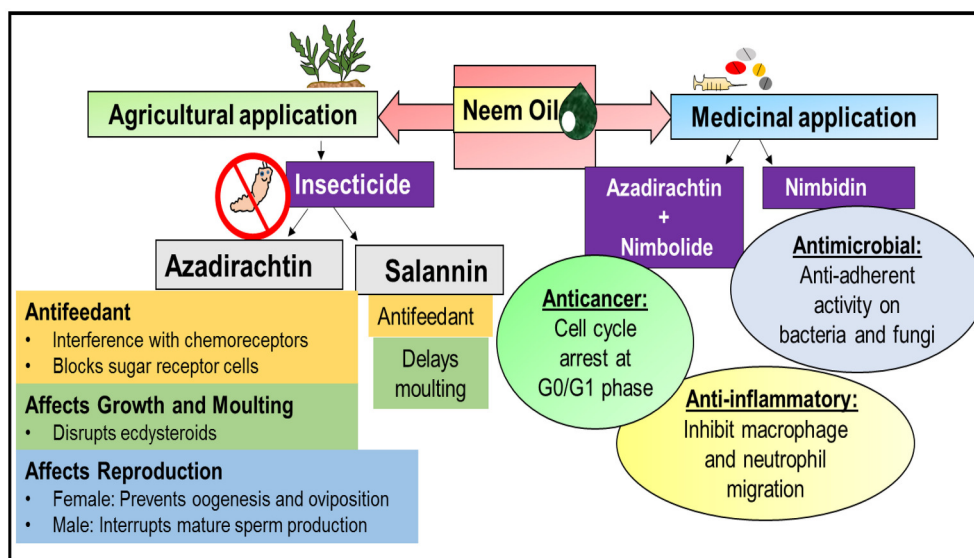 Neem Oil
Agricultural application
Insecticide
Azadirachtin
Antifeedant
• Interference with chemoreceptors
• Blocks sugar receptor cells
Affects Growth and Moulting
• Disrupts ecdysteroids
Affects Reproduction
• Female: Prevents oogenesis and oviposition
• Male: Interrupts mature sperm production
Salannin
Antifeedant
Delays
moulting
Medicinal application
Azadirachtin
+
Nimbolide
Nimbidin
Anticancer:
Cell cycle
arrest at
G0/G1 phase
Antimicrobial:
Anti-adherent
activity on
bacteria and fungi
Anti-inflammatory:
Inhibit macrophage
and neutrophil
migration